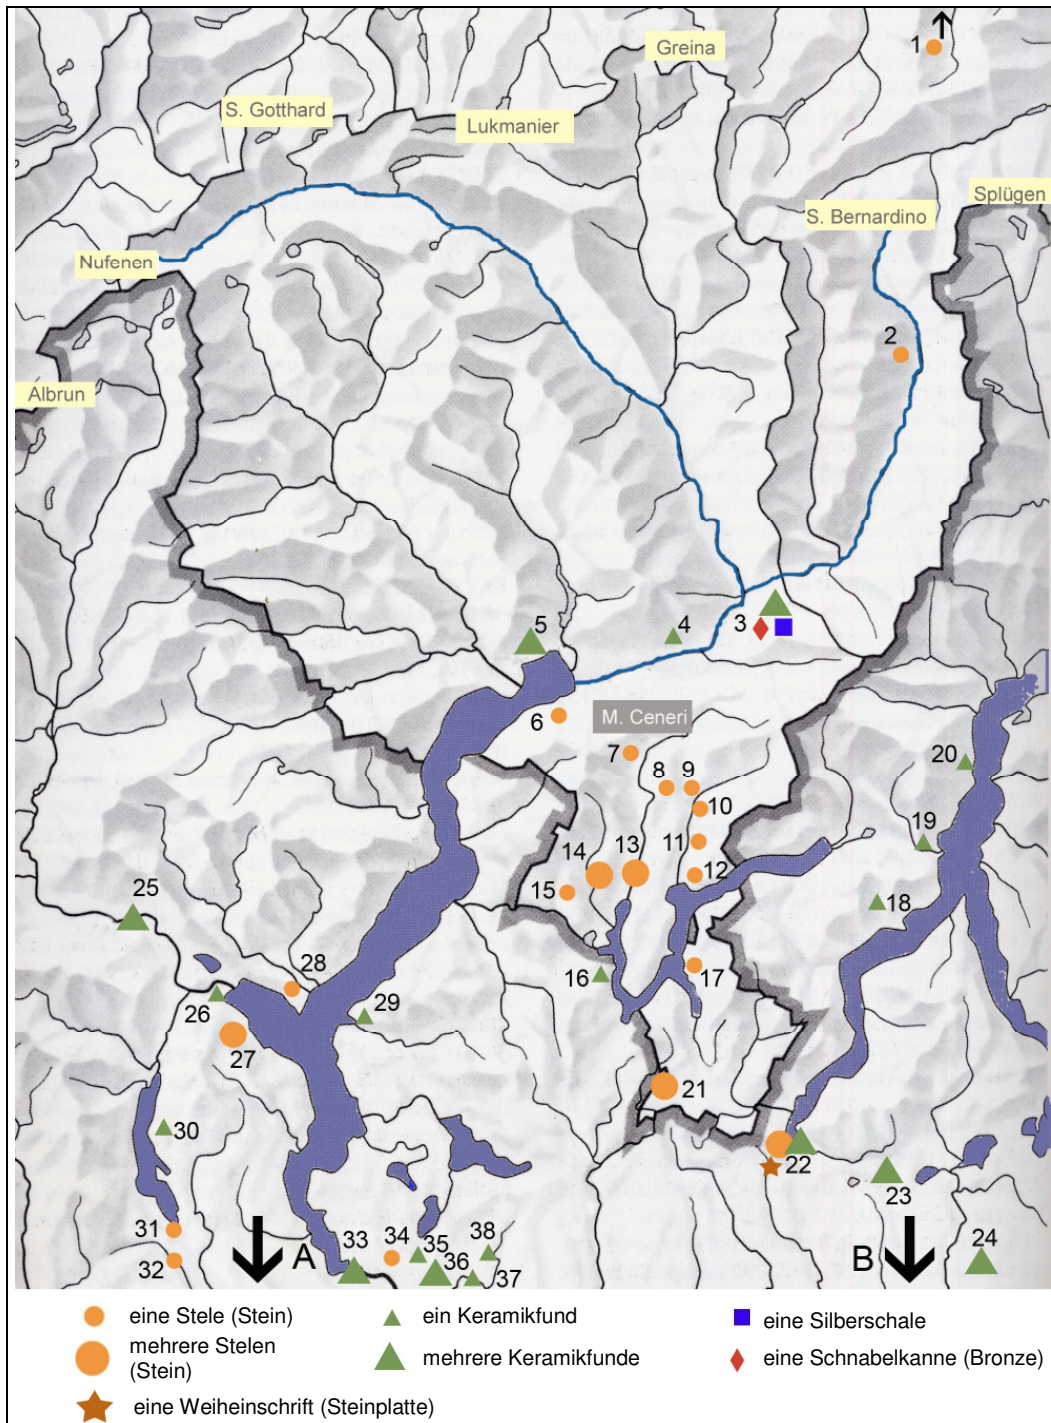 1
Greina
S. Gotthard
Lukmanier
Splügen
S. Bernardino
Nufenen
2
Albrun
5
4
3
6
M. Ceneri
7
20
8
9
10
19
11
13
14
12
15
25
18
28
17
16
26
29
27
21
30
22
23
31
32
A
33
34
35
36
38
37
B
24
eine Stele (Stein)
ein Keramikfund
eine Silberschale
mehrere Stelen
(Stein)
mehrere Keramikfunde
eine Schnabelkanne (Bronze)
eine Weiheinschrift (Steinplatte)